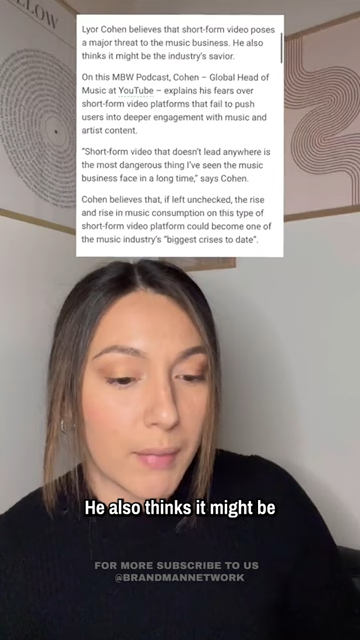 LLOW
Lyor Cohen believes that short-form video poses
a major threat to the music business. He also
thinks it might be the industry's savior.
On this MBW Podcast, Cohen – Global Head of
Music at YouTube – explains his fears over
short-form video platforms that fail to push
users into deeper engagement with music and
artist content.
“Short-form video that doesn’t lead anywhere is
the most dangerous thing I’ve seen the music
business face in a long time,” says Cohen.
Cohen believes that, if left unchecked, the rise
and rise in music consumption on this type of
short-form video platform could become one of
the music industry’s “biggest crises to date”.
He also thinks it might be
FOR MORE SUBSCRIBE TO US
@BRANDMANNETWORK